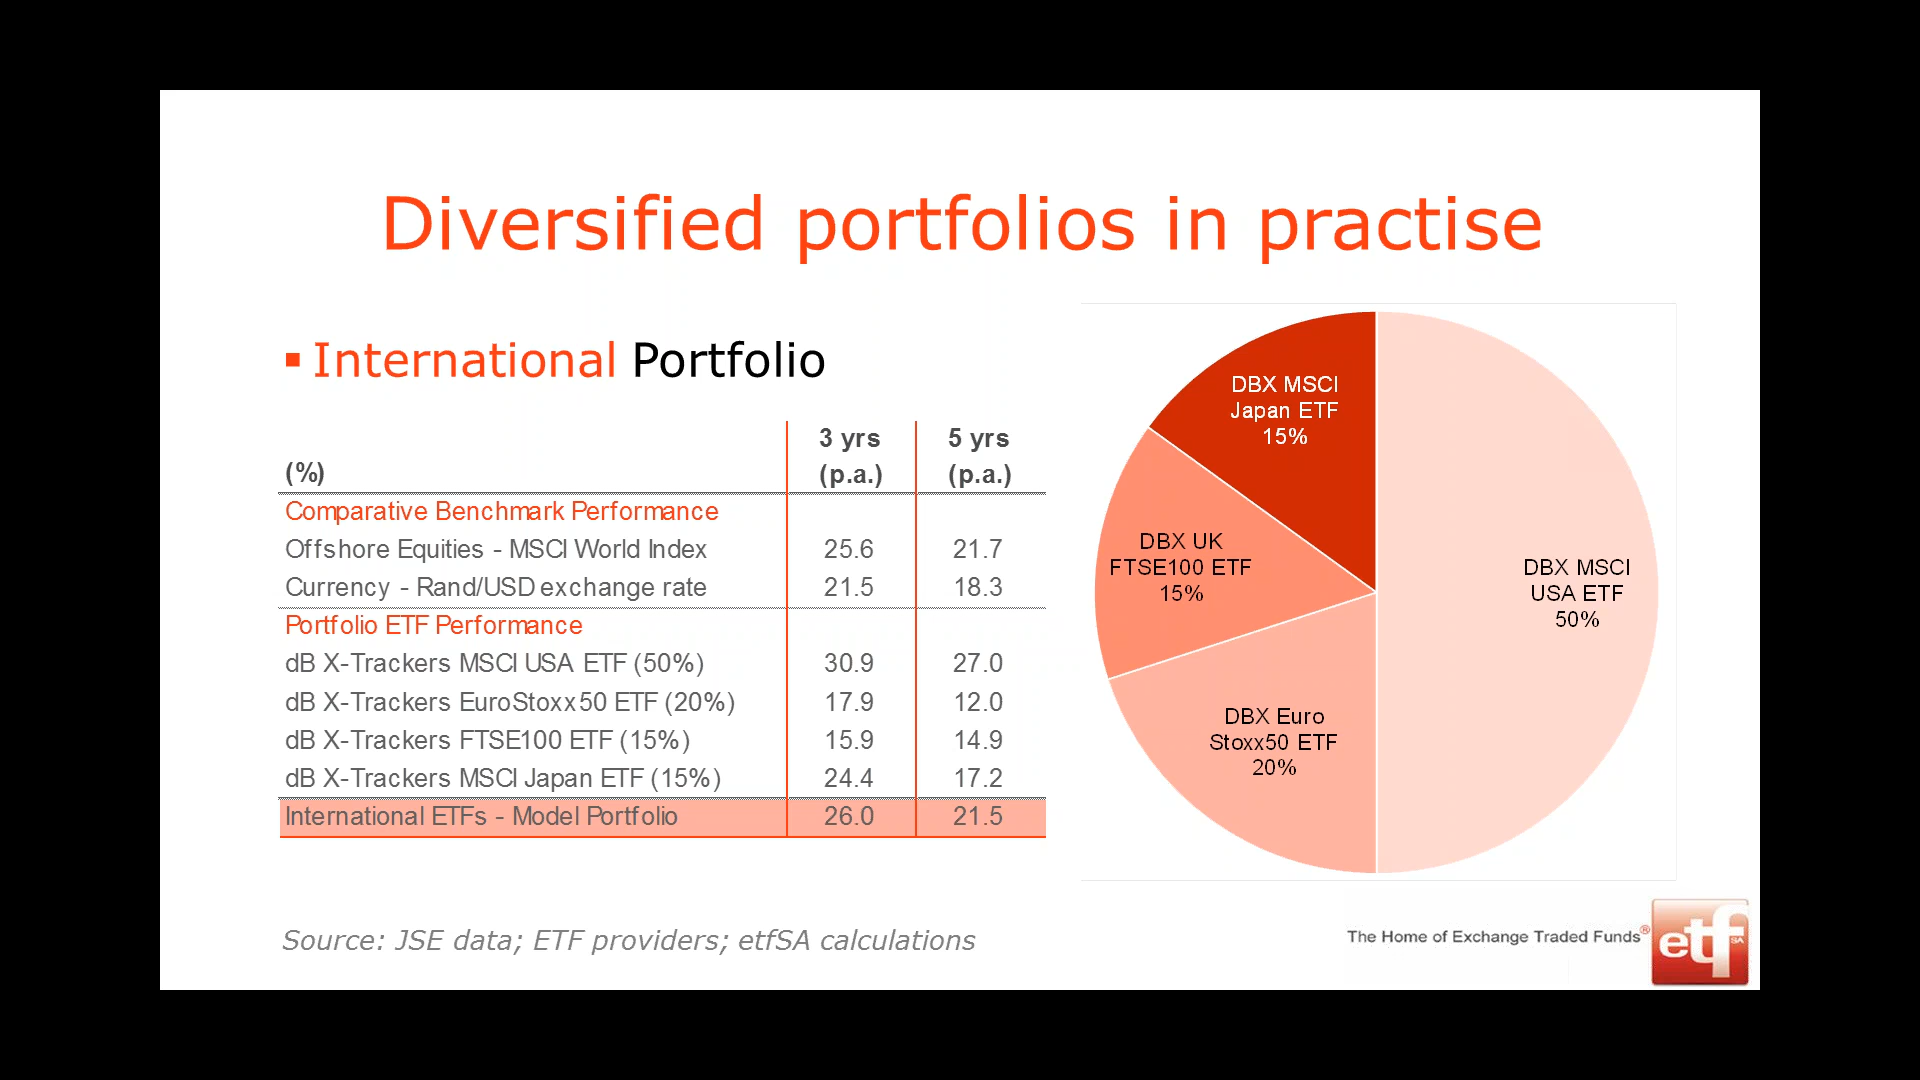 Diversified portfolios in practise
▪ International Portfolio
(%) 3 yrs (p.a.) 5 yrs (p.a.)
Comparative Benchmark Performance
Offshore Equities - MSCI World Index 25.6 21.7
Currency - Rand/USD exchange rate 21.5 18.3
Portfolio ETF Performance
dB X-Trackers MSCI USA ETF (50%) 30.9 27.0
dB X-Trackers EuroStoxx50 ETF (20%) 17.9 12.0
dB X-Trackers FTSE100 ETF (15%) 15.9 14.9
dB X-Trackers MSCI Japan ETF (15%) 24.4 17.2
International ETFs - Model Portfolio 26.0 21.5
DBX MSCI
Japan ETF
15%
DBX UK
FTSE100 ETF
15%
DBX MSCI
USA ETF
50%
DBX Euro
Stoxx50 ETF
20%
Source: JSE data; ETF providers; etfSA calculations
The Home of Exchange Traded Funds®
etf
SA